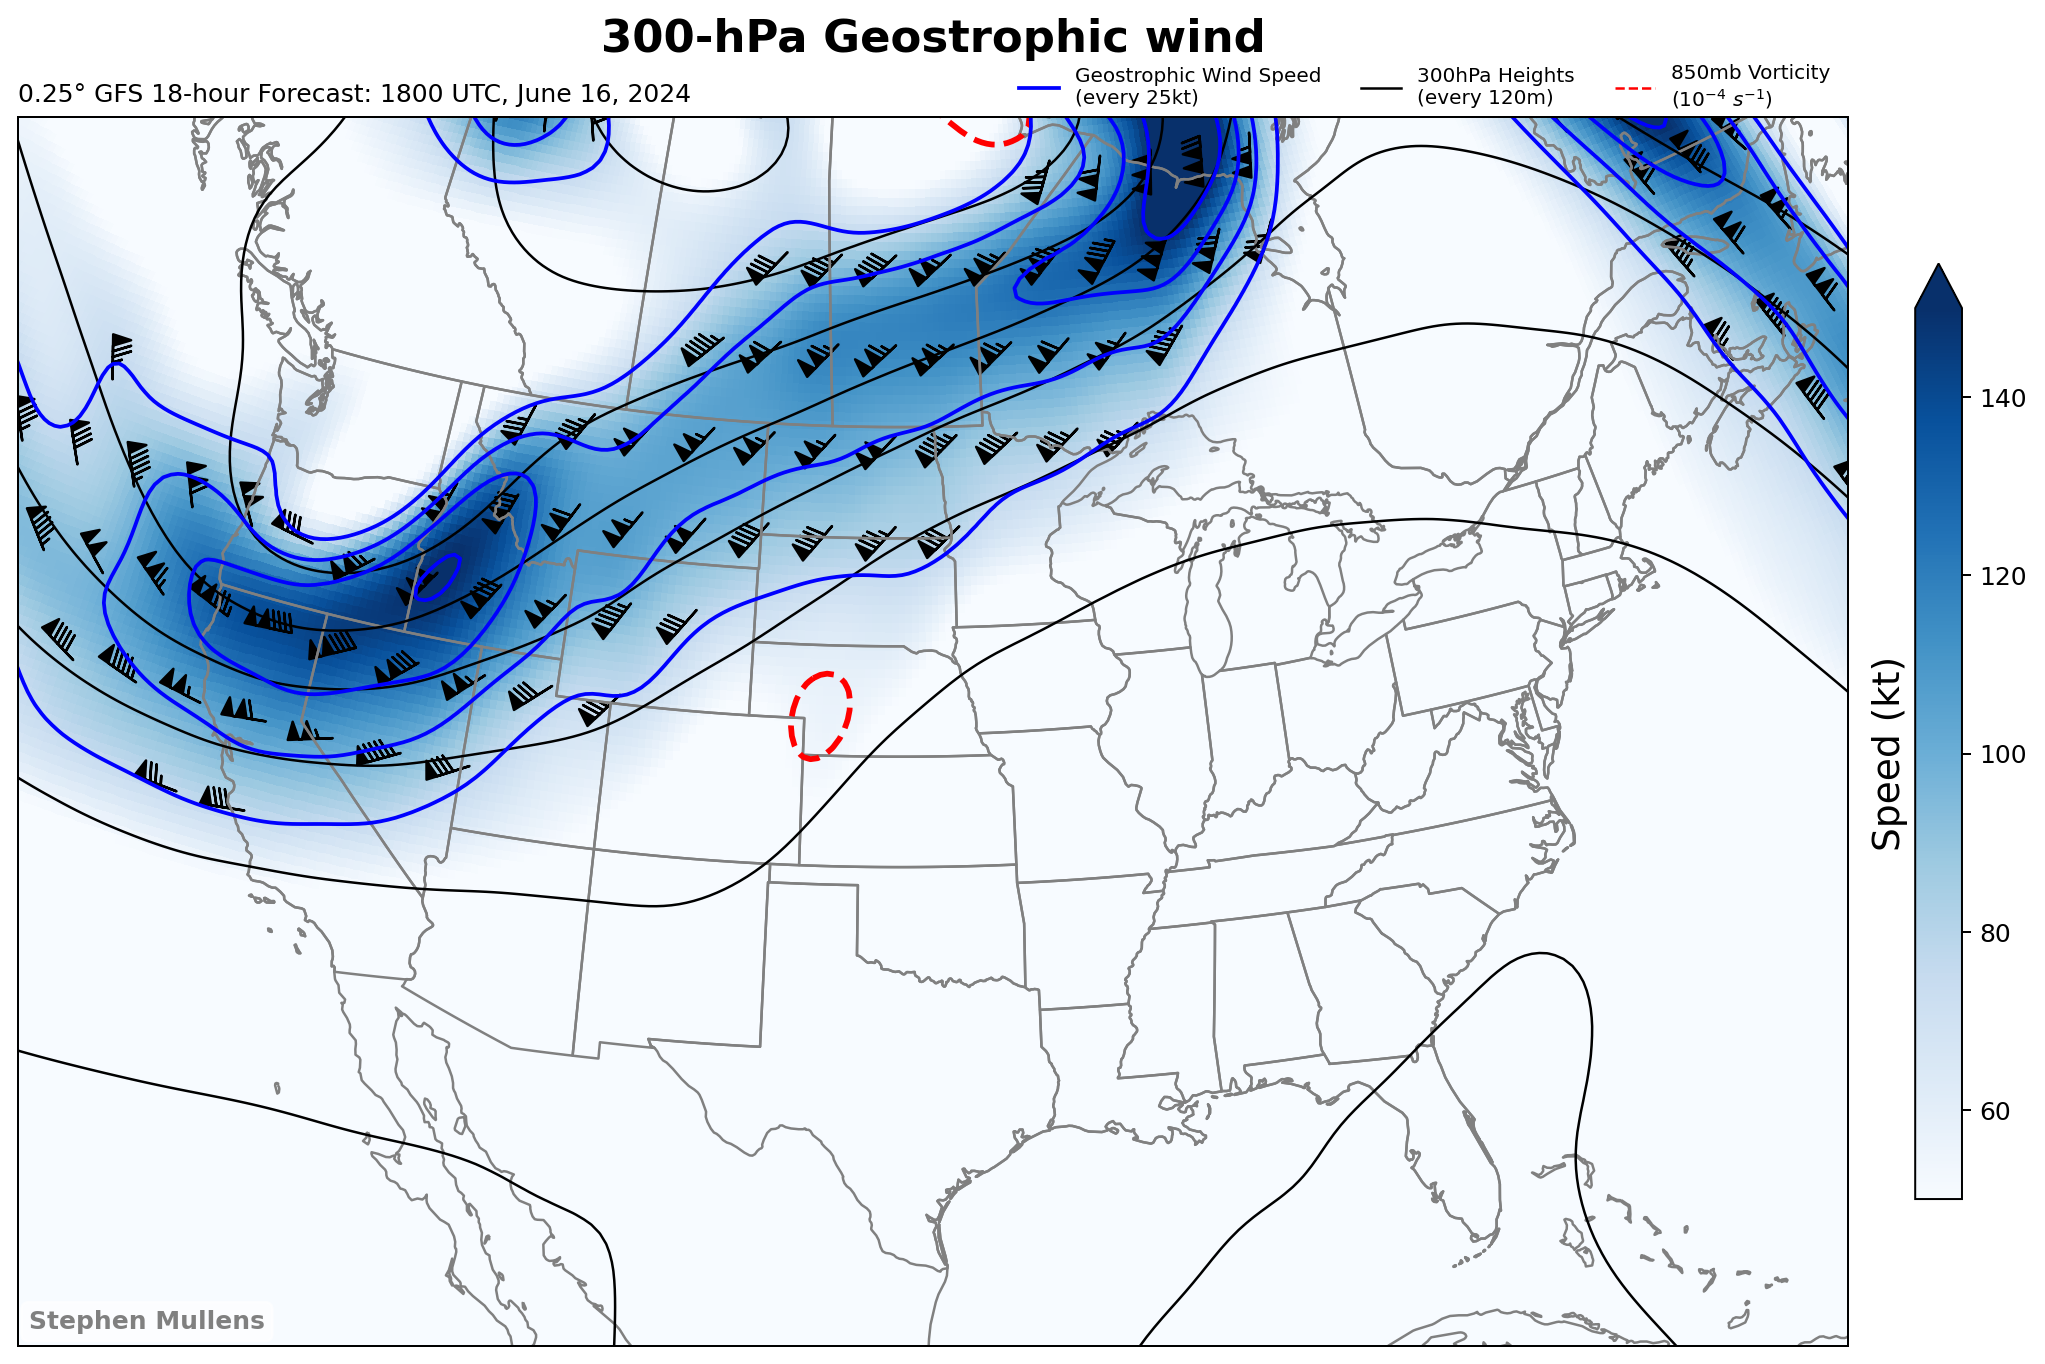 300-hPa Geostrophic wind
0.25° GFS 18-hour Forecast: 1800 UTC, June 16, 2024
Geostrophic Wind Speed
(every 25kt)
300hPa Heights
(every 120m)
850mb Vorticity
(10⁻⁴ s⁻¹)
140
120
100
80
60
Speed (kt)
Stephen Mullens